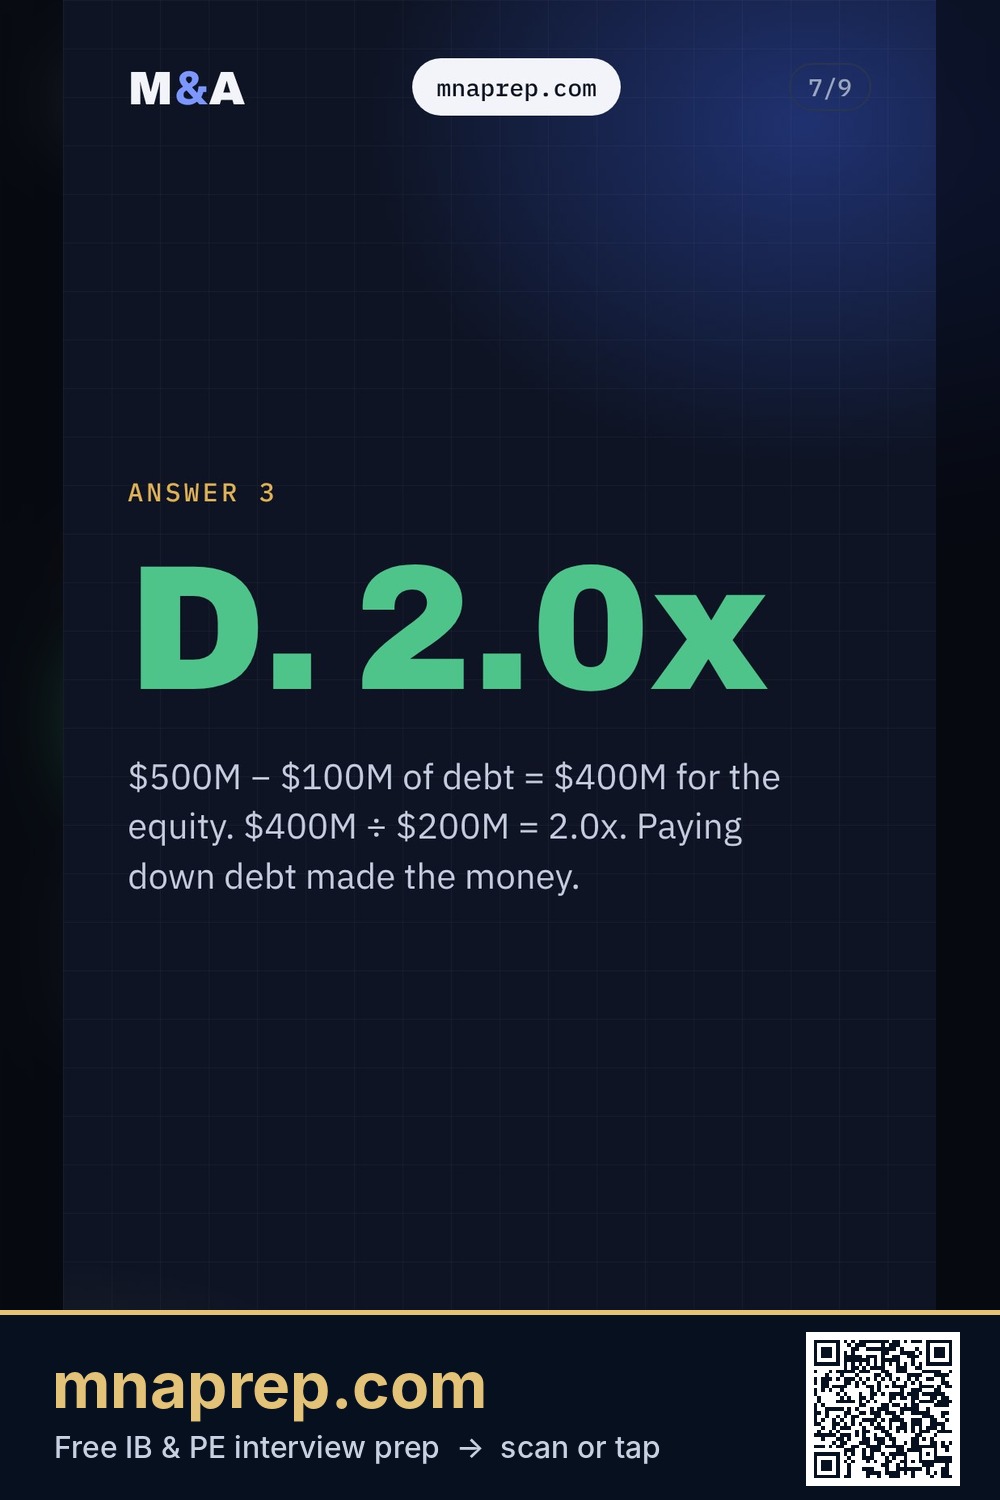 M&A
mnaprep.com
7/9
ANSWER 3
D. 2.0x
$500M – $100M of debt = $400M for the
equity. $400M ÷ $200M = 2.0x. Paying
down debt made the money.
mnaprep.com
Free IB & PE interview prep → scan or tap